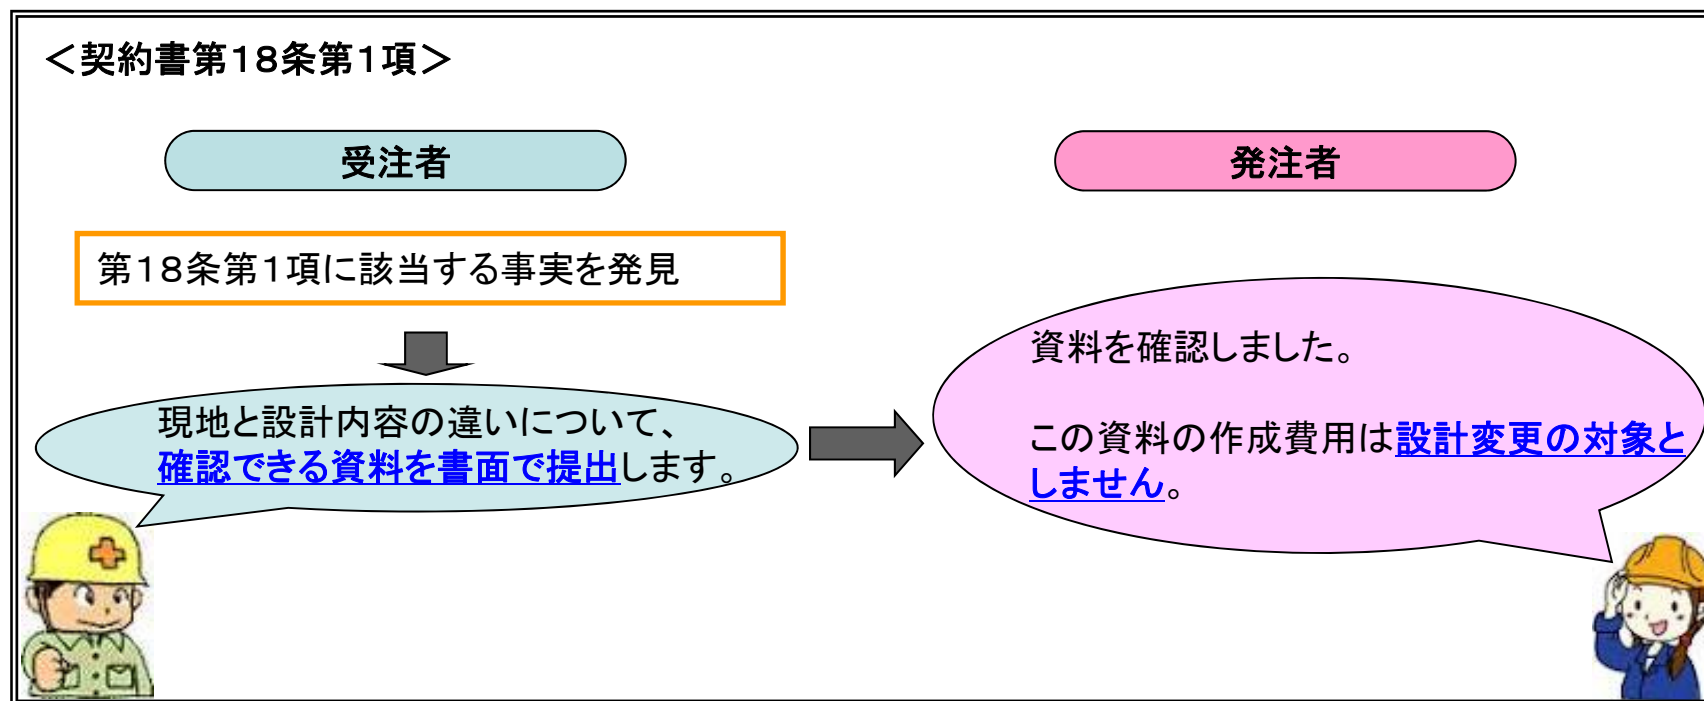 ＜契約書第１８条第１項＞
受注者
発注者
第１８条第１項に該当する事実を発見
現地と設計内容の違いについて、
確認できる資料を書面で提出します。
資料を確認しました。
この資料の作成費用は設計変更の対象と
しません。